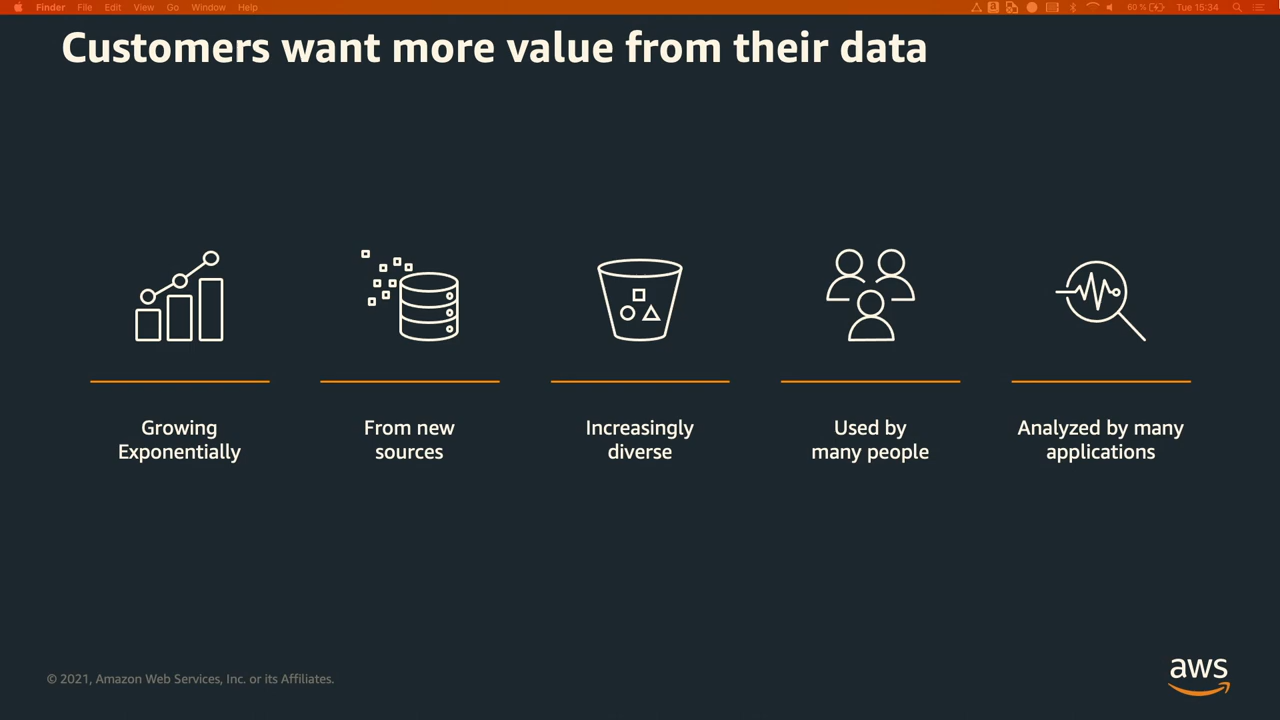 Finder File Edit View Go Window Help 60 % Tue 15:34
Customers want more value from their data
Growing
Exponentially
From new
sources
Increasingly
diverse
Used by
many people
Analyzed by many
applications
© 2021, Amazon Web Services, Inc. or its Affiliates.
aws